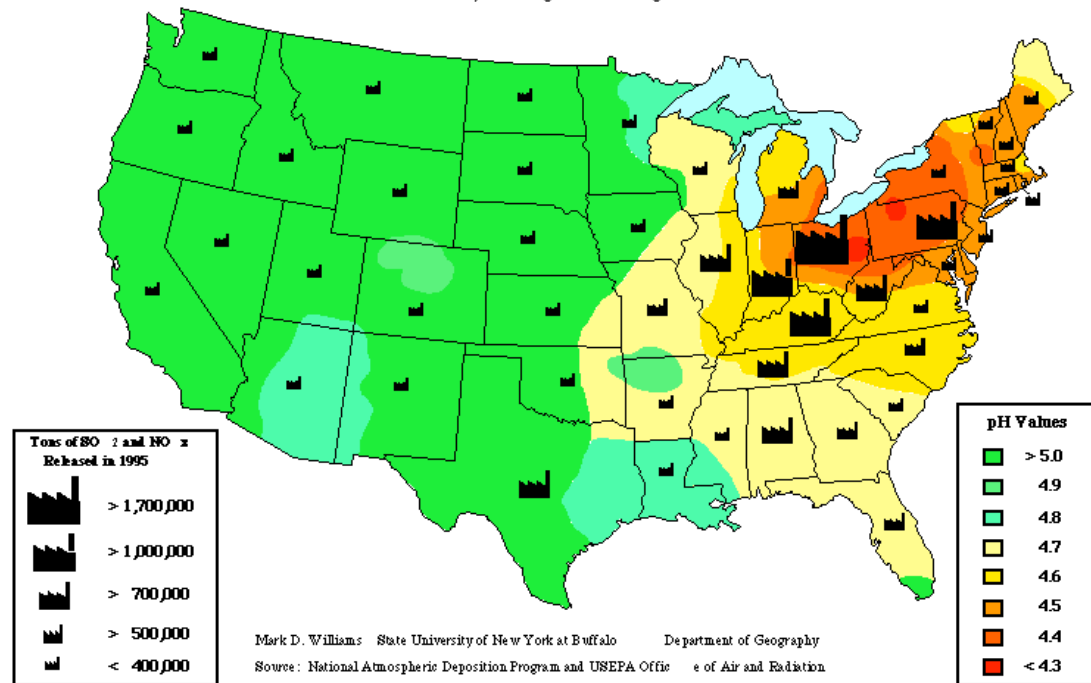 Tons of SO 2 and NO x
Released in 1995
> 1,700,000
> 1,000,000
> 700,000
> 500,000
< 400,000
Mark D. Williams State University of New York at Buffalo Department of Geography
Source: National Atmospheric Deposition Program and USEPA Offic e of Air and Radiation
pH Values
> 5.0
4.9
4.8
4.7
4.6
4.5
4.4
< 4.3